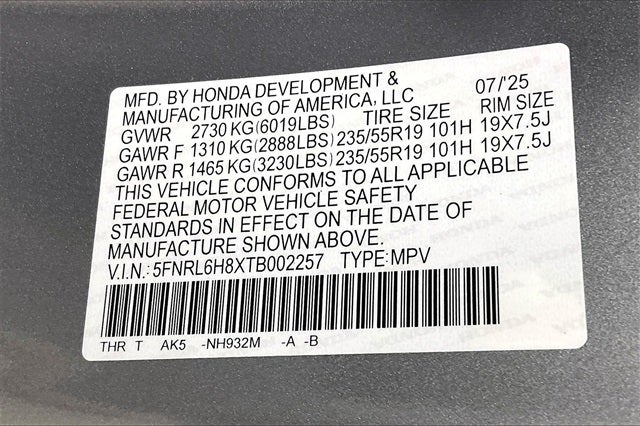 MFD. BY HONDA DEVELOPMENT & 07/'25
MANUFACTURING OF AMERICA, LLC
GVWR 2730 KG(6019LBS) TIRE SIZE RIM SIZE
GAWR F 1310 KG(2888LBS) 235/55R19 101H 19X7.5J
GAWR R 1465 KG(3230LBS) 235/55R19 101H 19X7.5J
THIS VEHICLE CONFORMS TO ALL APPLICABLE
FEDERAL MOTOR VEHICLE SAFETY
STANDARDS IN EFFECT ON THE DATE OF
MANUFACTURE SHOWN ABOVE.
V.I.N.: 5FNRL6H8XTB002257 TYPE:MPV
THR T AK5 -NH932M -A -B